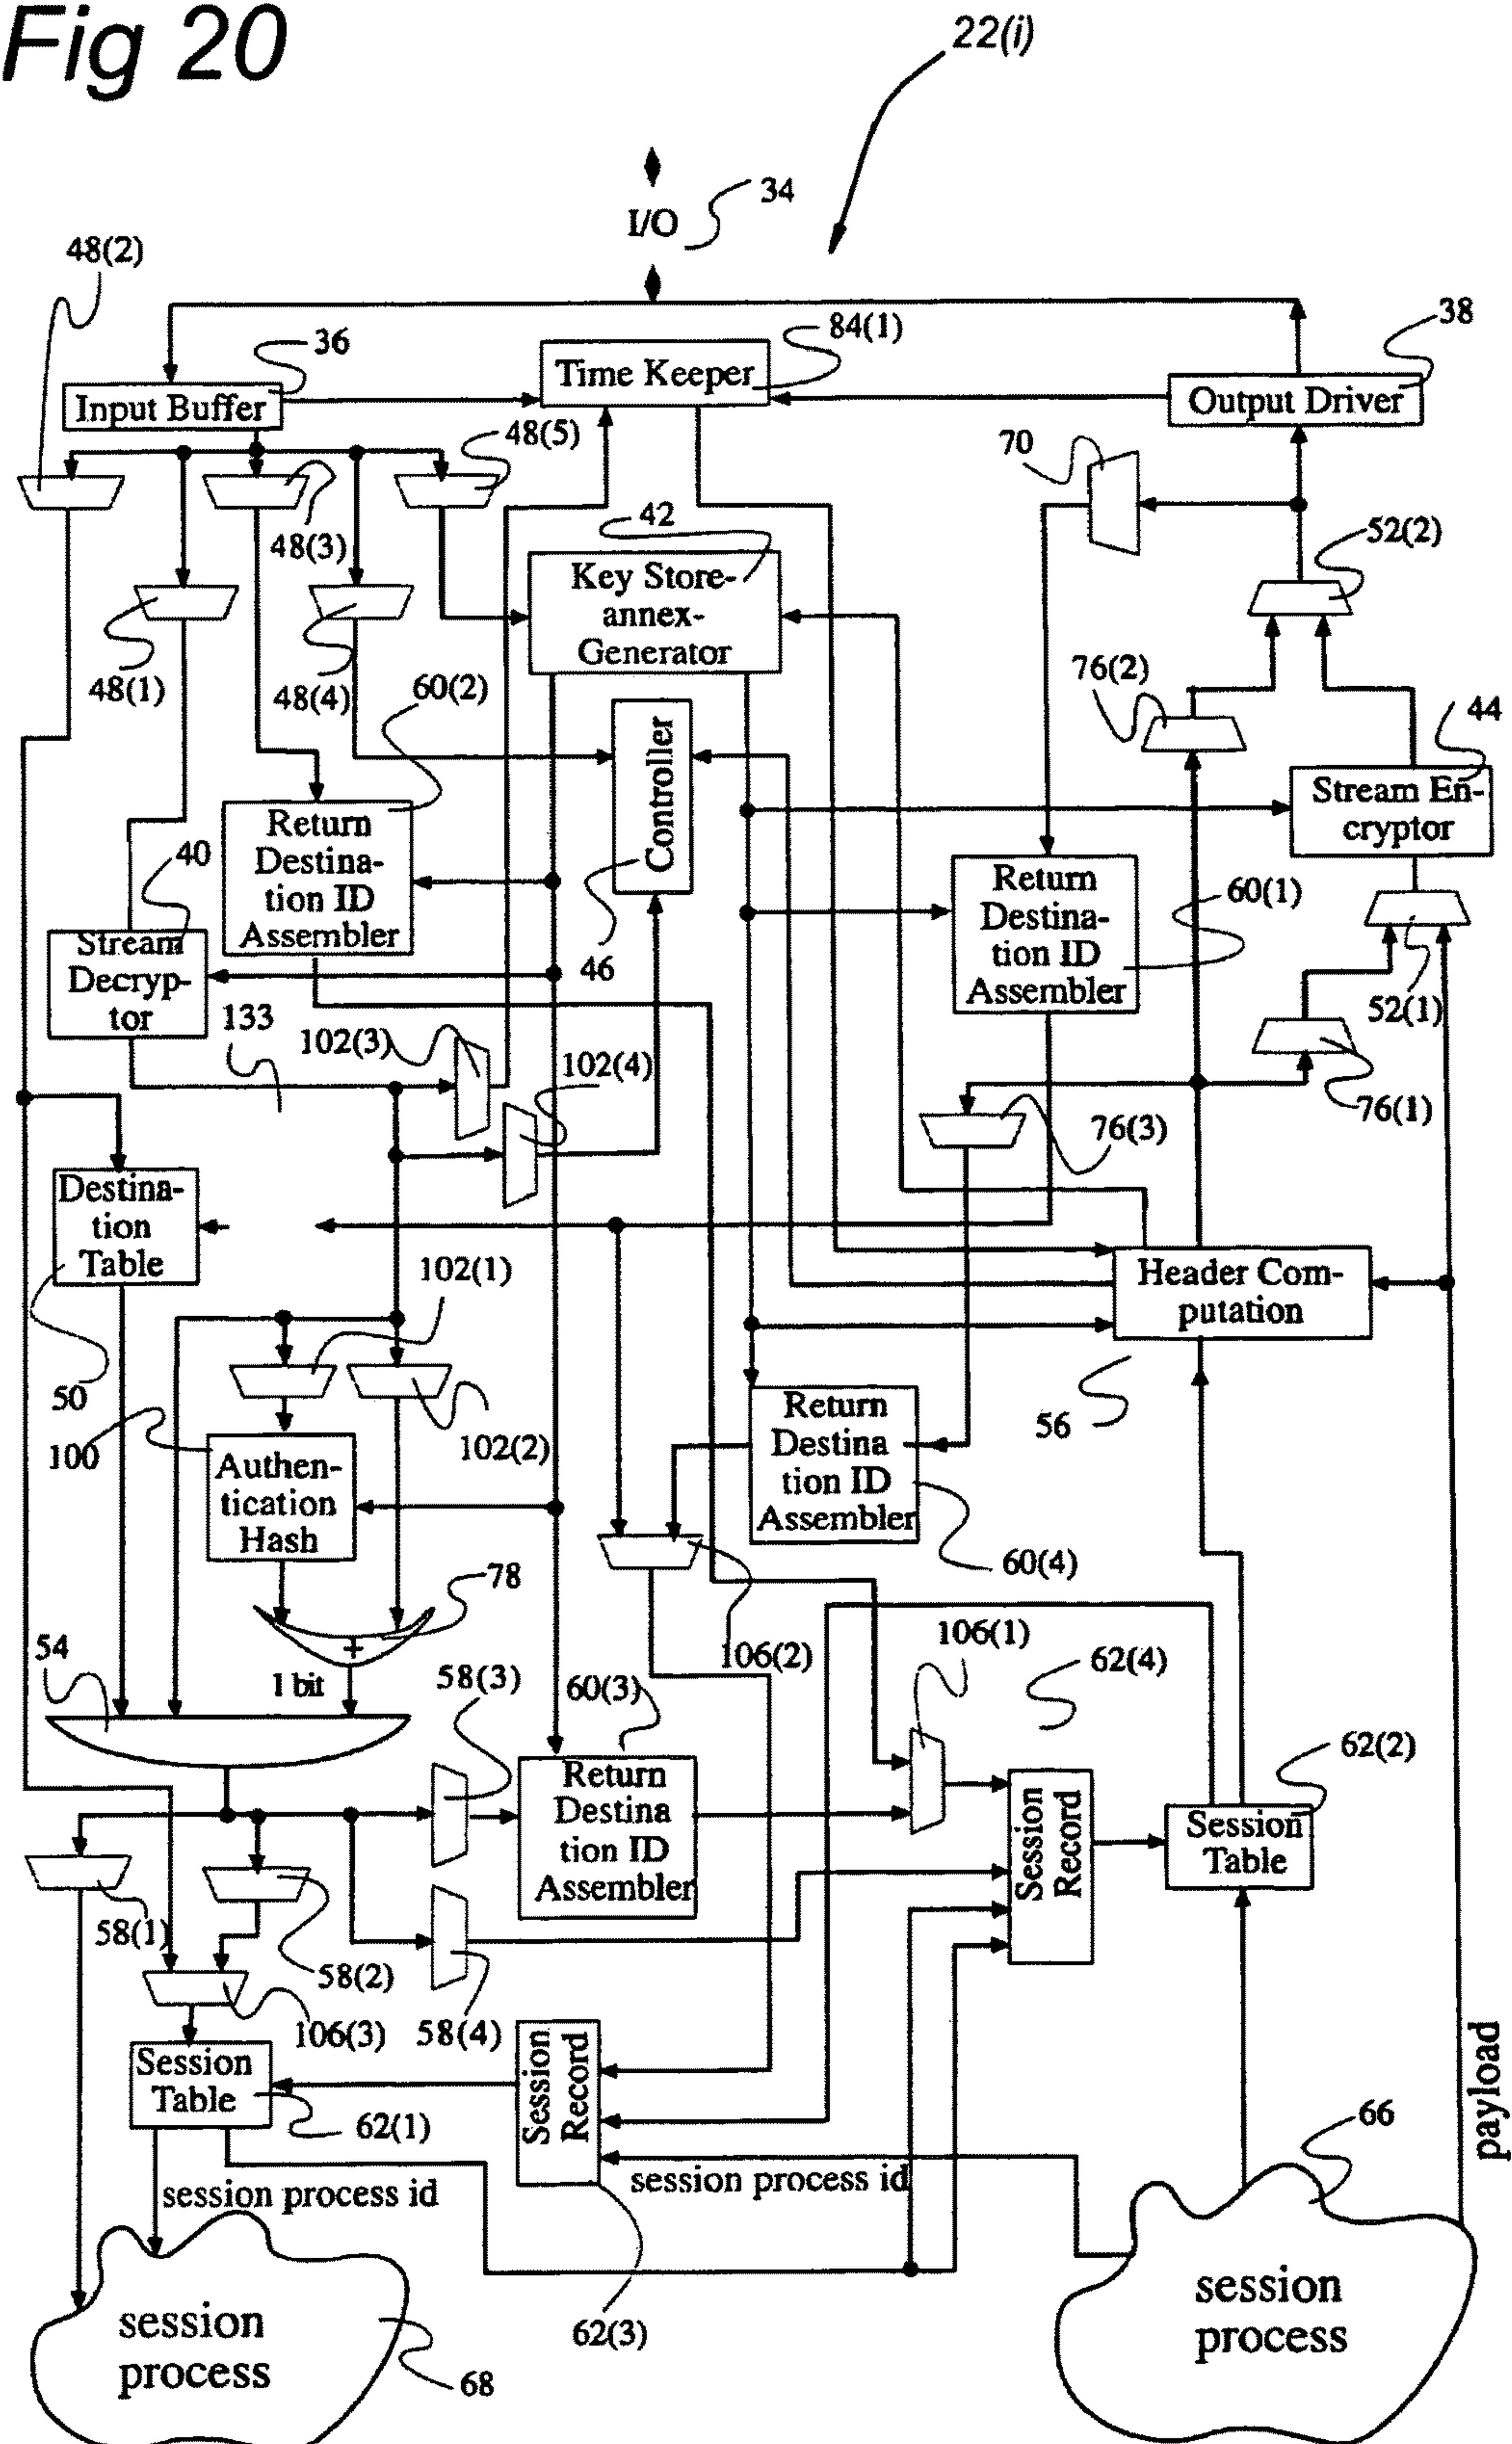 Fig 20
22(i)
34
I/O
48(2)
84(1)
38
36
Time Keeper
Input Buffer
Output Driver
48(5)
70
42
52(2)
48(3)
Key Store-
annex-
Generator
76(2)
48(1)
48(4)
60(2)
44
Controller
Stream En-
cryptor
Return
Destina-
tion ID
Assembler
40
Return
Destina-
tion ID
Assembler
60(1)
Stream
Decryp-
tor
46
52(1)
133
102(3)
102(4)
76(1)
76(3)
Destina-
tion
Table
102(1)
Header Com-
putation
50
56
Return
Destina
tion ID
Assembler
100
102(2)
Authen-
tication
Hash
60(4)
78
+
54
1 bit
106(2)
106(1)
62(4)
58(3)
60(3)
62(2)
Return
Destina
tion ID
Assembler
Session
Record
Session
Table
58(1)
58(2)
106(3)
58(4)
Session
Table
Session
Record
payload
62(1)
66
session process id
session process id
session
process
session
process
62(3)
68